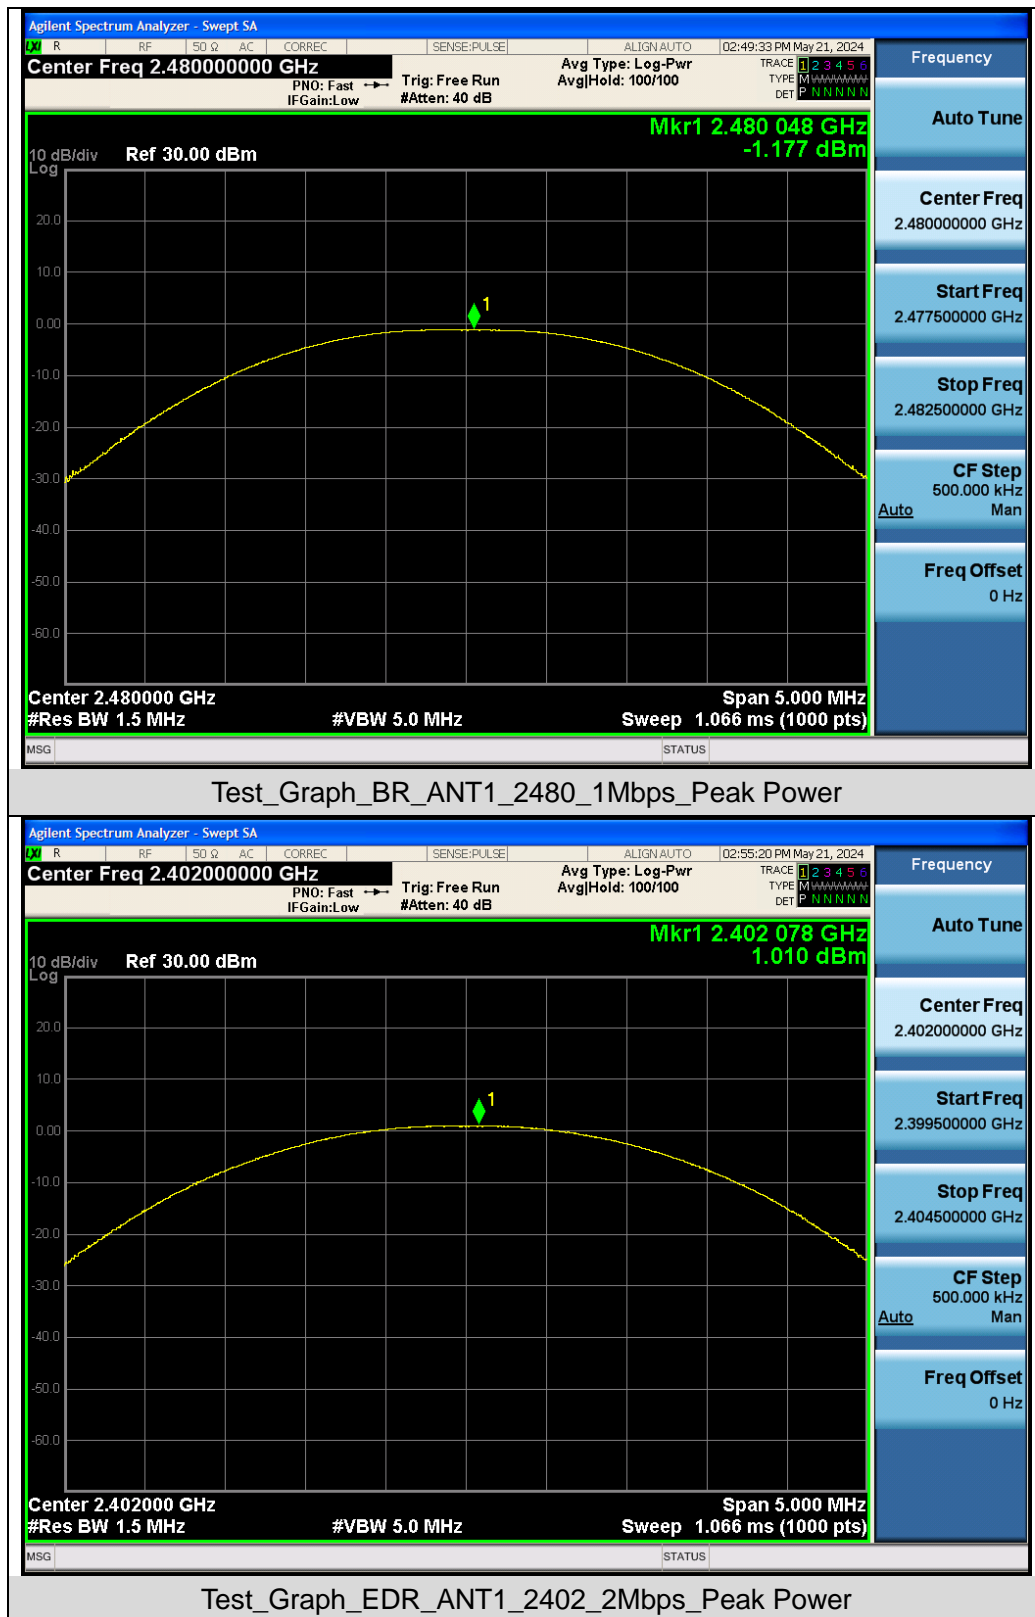 Agilent Spectrum Analyzer - Swept SA
LXI R RF 50 Ω AC CORREC SENSE:PULSE ALIGN AUTO 02:49:33 PM May 21, 2024
Center Freq 2.480000000 GHz
PNO: Fast
IFGain:Low
Trig: Free Run
#Atten: 40 dB
Avg Type: Log-Pwr
Avg|Hold: 100/100
TRACE 1 2 3 4 5 6
TYPE M WWWWW
DET P N N N N N
Mkr1 2.480 048 GHz
-1.177 dBm
10 dB/div Ref 30.00 dBm
Log
20.0
10.0
0.00
-10.0
-20.0
-30.0
-40.0
-50.0
-60.0
1
Center 2.480000 GHz Span 5.000 MHz
#Res BW 1.5 MHz #VBW 5.0 MHz Sweep 1.066 ms (1000 pts)
MSG STATUS
Frequency
Auto Tune
Center Freq
2.480000000 GHz
Start Freq
2.477500000 GHz
Stop Freq
2.482500000 GHz
CF Step
500.000 kHz
Auto Man
Freq Offset
0 Hz
Test_Graph_BR_ANT1_2480_1Mbps_Peak Power
Agilent Spectrum Analyzer - Swept SA
LXI R RF 50 Ω AC CORREC SENSE:PULSE ALIGN AUTO 02:55:20 PM May 21, 2024
Center Freq 2.402000000 GHz
PNO: Fast
IFGain:Low
Trig: Free Run
#Atten: 40 dB
Avg Type: Log-Pwr
Avg|Hold: 100/100
TRACE 1 2 3 4 5 6
TYPE M WWWWW
DET P N N N N N
Mkr1 2.402 078 GHz
1.010 dBm
10 dB/div Ref 30.00 dBm
Log
20.0
10.0
0.00
-10.0
-20.0
-30.0
-40.0
-50.0
-60.0
1
Center 2.402000 GHz Span 5.000 MHz
#Res BW 1.5 MHz #VBW 5.0 MHz Sweep 1.066 ms (1000 pts)
MSG STATUS
Frequency
Auto Tune
Center Freq
2.402000000 GHz
Start Freq
2.399500000 GHz
Stop Freq
2.404500000 GHz
CF Step
500.000 kHz
Auto Man
Freq Offset
0 Hz
Test_Graph_EDR_ANT1_2402_2Mbps_Peak Power